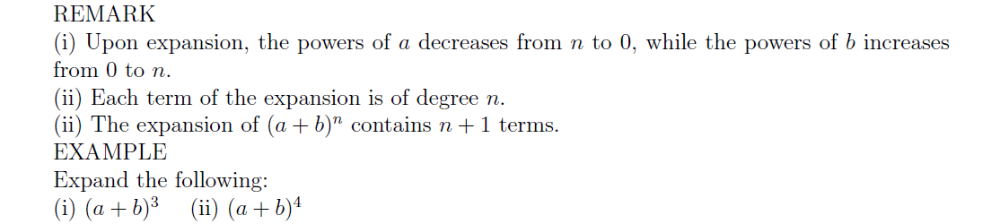 REMARK
(i) Upon expansion, the powers of a decreases from n to 0, while the powers of b increases
from 0 to n.
(ii) Each term of the expansion is of degree n.
(ii) The expansion of (a + b)ⁿ contains n + 1 terms.
EXAMPLE
Expand the following:
(i) (a + b)³ (ii) (a + b)⁴